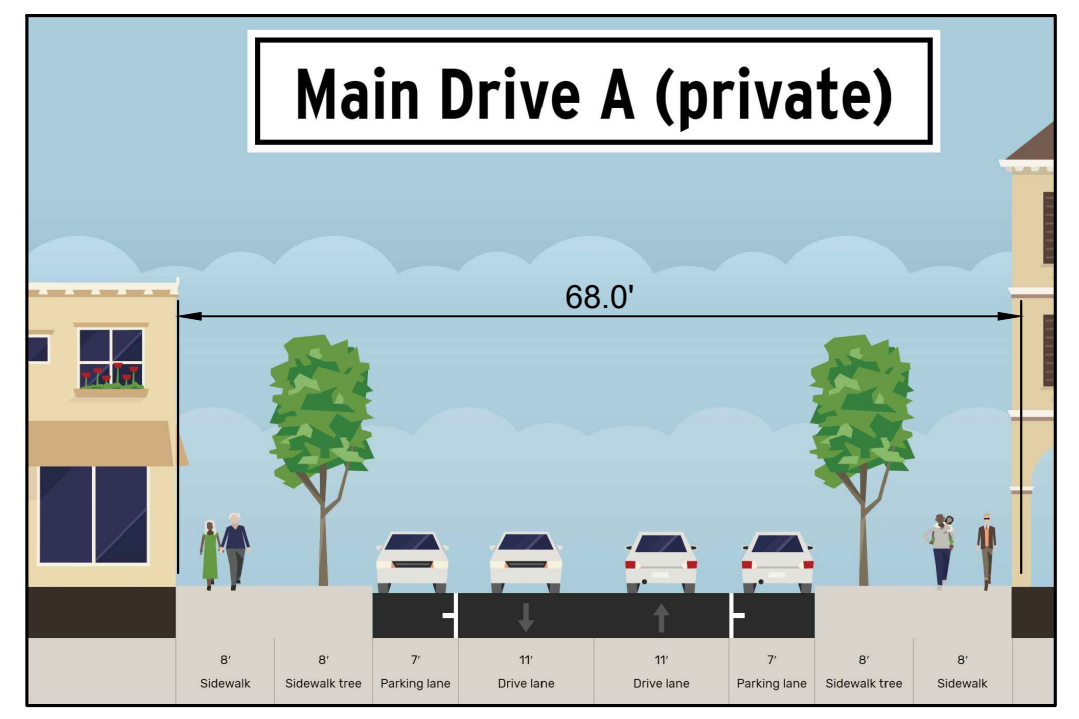 Main Drive A (private)
68.0'
8' 8' 7' 11' 11' 7' 8' 8'
Sidewalk Sidewalk tree Parking lane Drive lane Drive lane Parking lane Sidewalk tree Sidewalk